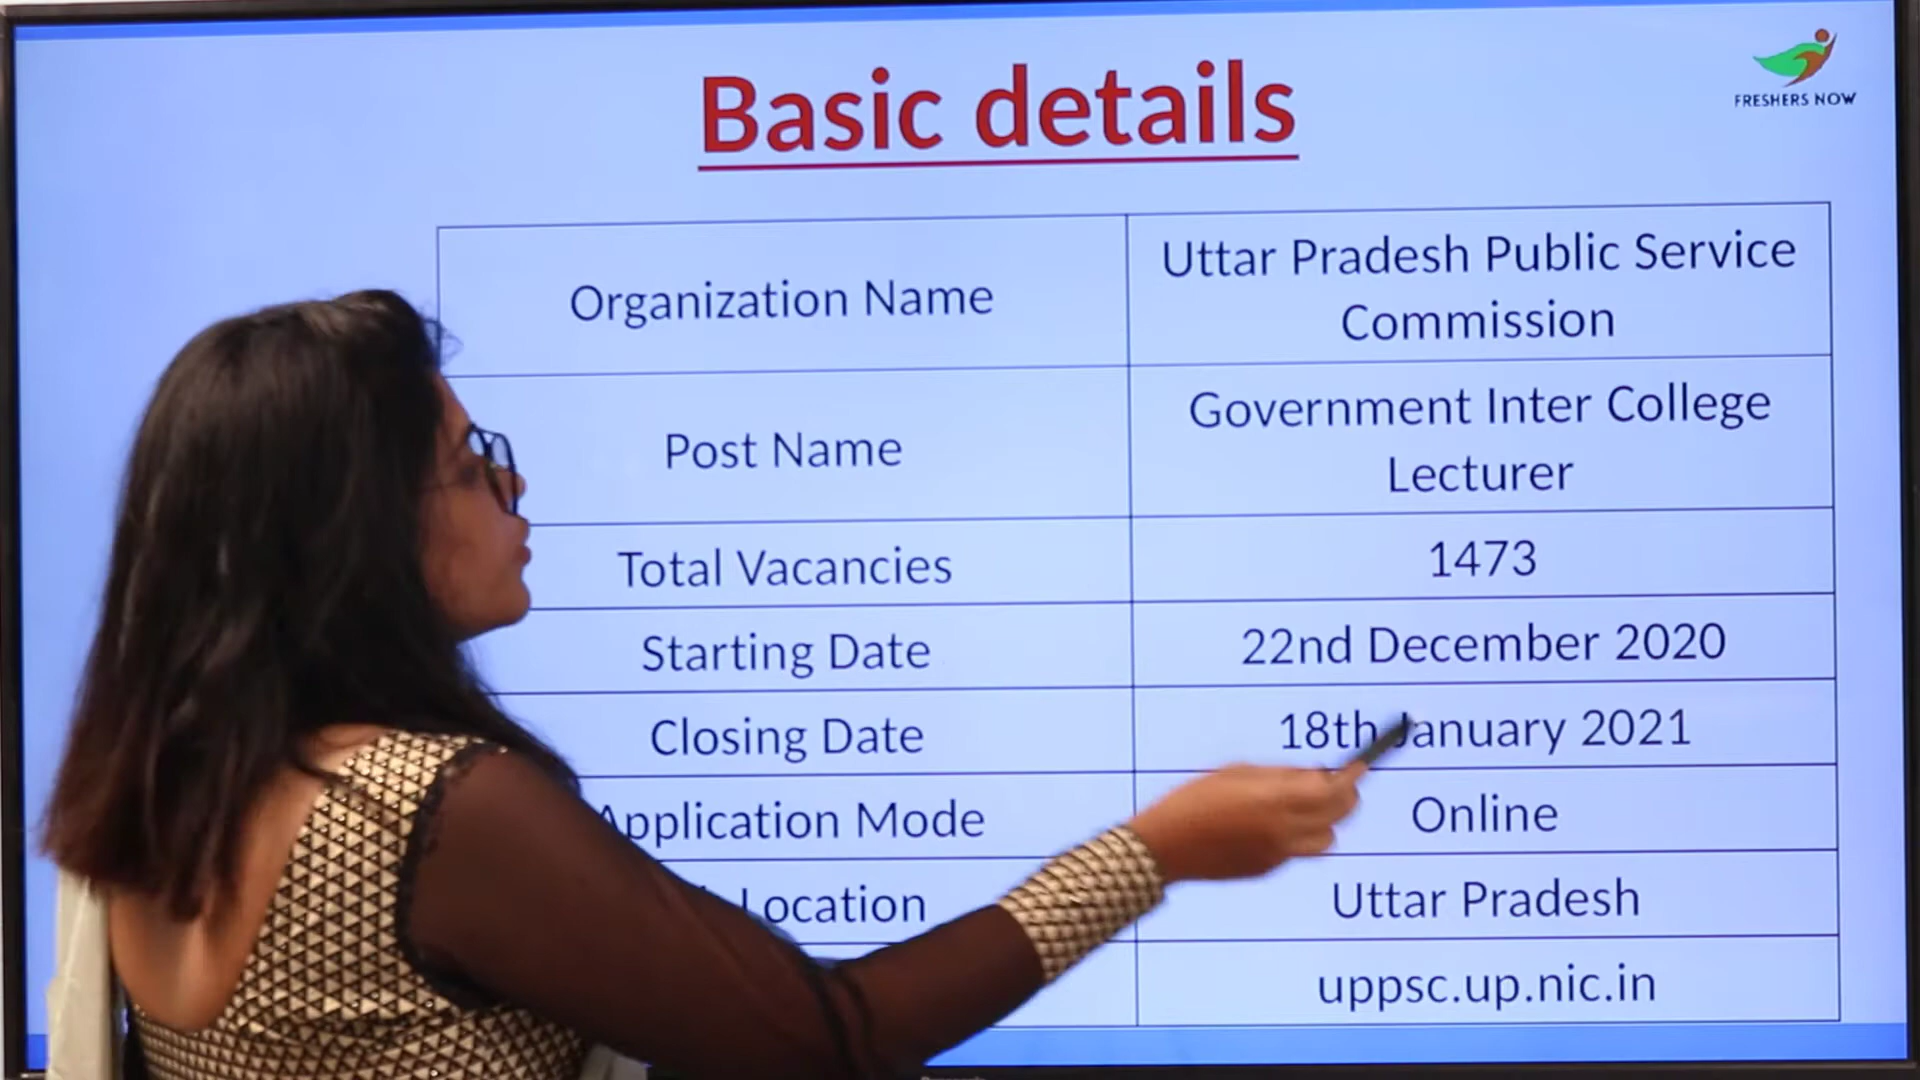 Basic details
FRESHERS NOW
Organization Name
Uttar Pradesh Public Service
Commission
Post Name
Government Inter College
Lecturer
Total Vacancies
1473
Starting Date
22nd December 2020
Closing Date
18th January 2021
Application Mode
Online
Location
Uttar Pradesh
uppsc.up.nic.in